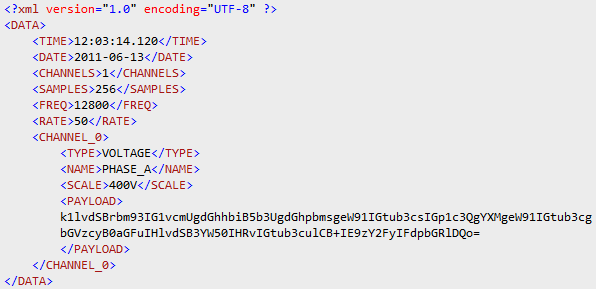 <?xml version="1.0" encoding="UTF-8" ?>
<DATA>
<TIME>12:03:14.120</TIME>
<DATE>2011-06-13</DATE>
<CHANNELS>1</CHANNELS>
<SAMPLES>256</SAMPLES>
<FREQ>12800</FREQ>
<RATE>50</RATE>
<CHANNEL_0>
<TYPE>VOLTAGE</TYPE>
<NAME>PHASE_A</NAME>
<SCALE>400V</SCALE>
<PAYLOAD>
k1lvdSBrbm93IG1vcmUgdGhhbiB5b3UgdGhpbmsgeW91IGtub3csIGp1c3QgYXMgeW91IGtub3cg
bGVzcyB0aGFuIHlvdSB3YW50IHRvIGtub3culCB+IE9zY2FyIFdpbGRlDQo=
</PAYLOAD>
</CHANNEL_0>
</DATA>